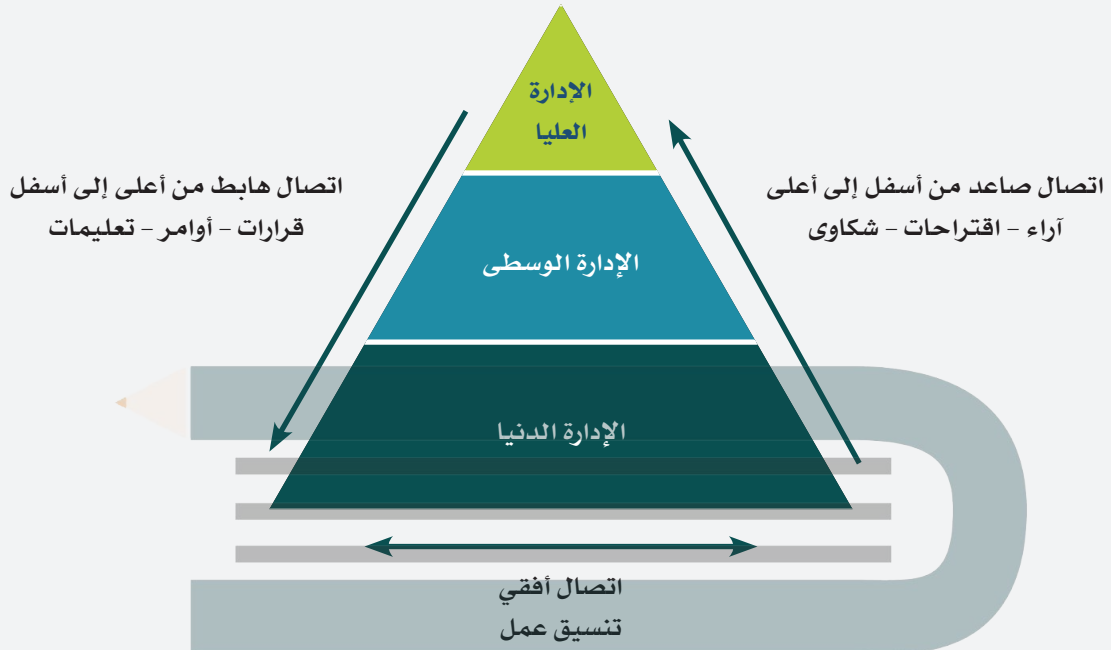 الإدارة
العليا
اتصال صاعد من أسفل إلى أعلى
آراء - اقتراحات - شكاوى
اتصال هابط من أعلى إلى أسفل
قرارات - أوامر - تعليمات
الإدارة الوسطى
الإدارة الدنيا
اتصال أفقي
تنسيق عمل